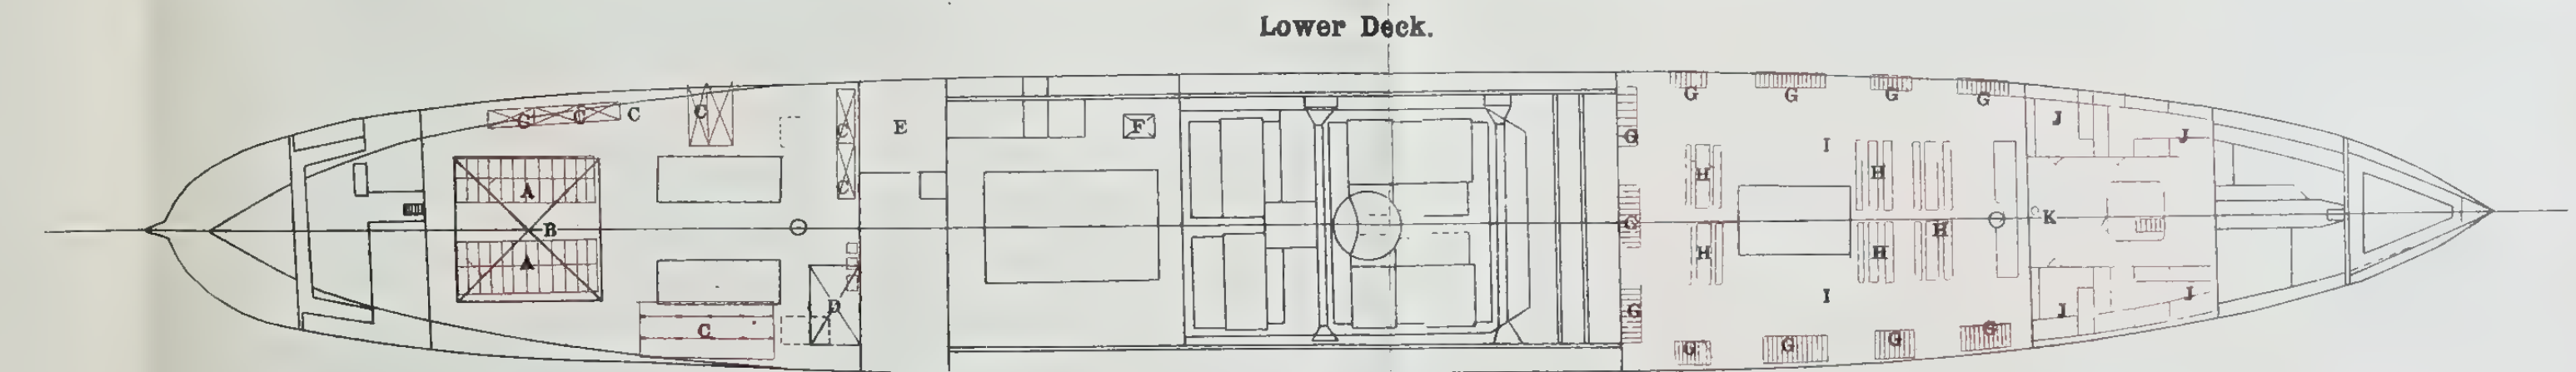 Lower Deck.
G G G G
C C C C
C E F G I J J
A H H
C
B G K
H
A H H
D I J J
C G
G G G G